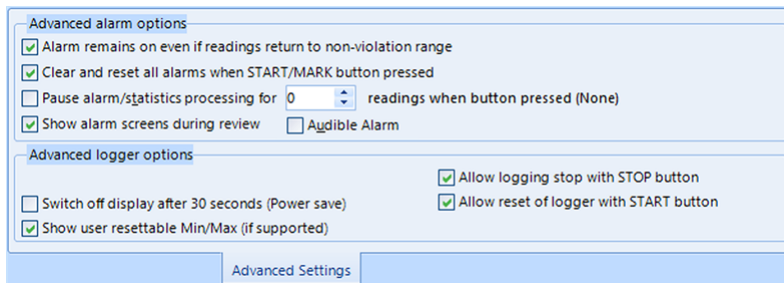 Advanced alarm options
Alarm remains on even if readings return to non-violation range
Clear and reset all alarms when START/MARK button pressed
Pause alarm/statistics processing for 0 readings when button pressed (None)
Show alarm screens during review Audible Alarm
Advanced logger options
Allow logging stop with STOP button
Switch off display after 30 seconds (Power save) Allow reset of logger with START button
Show user resettable Min/Max (if supported)
Advanced Settings